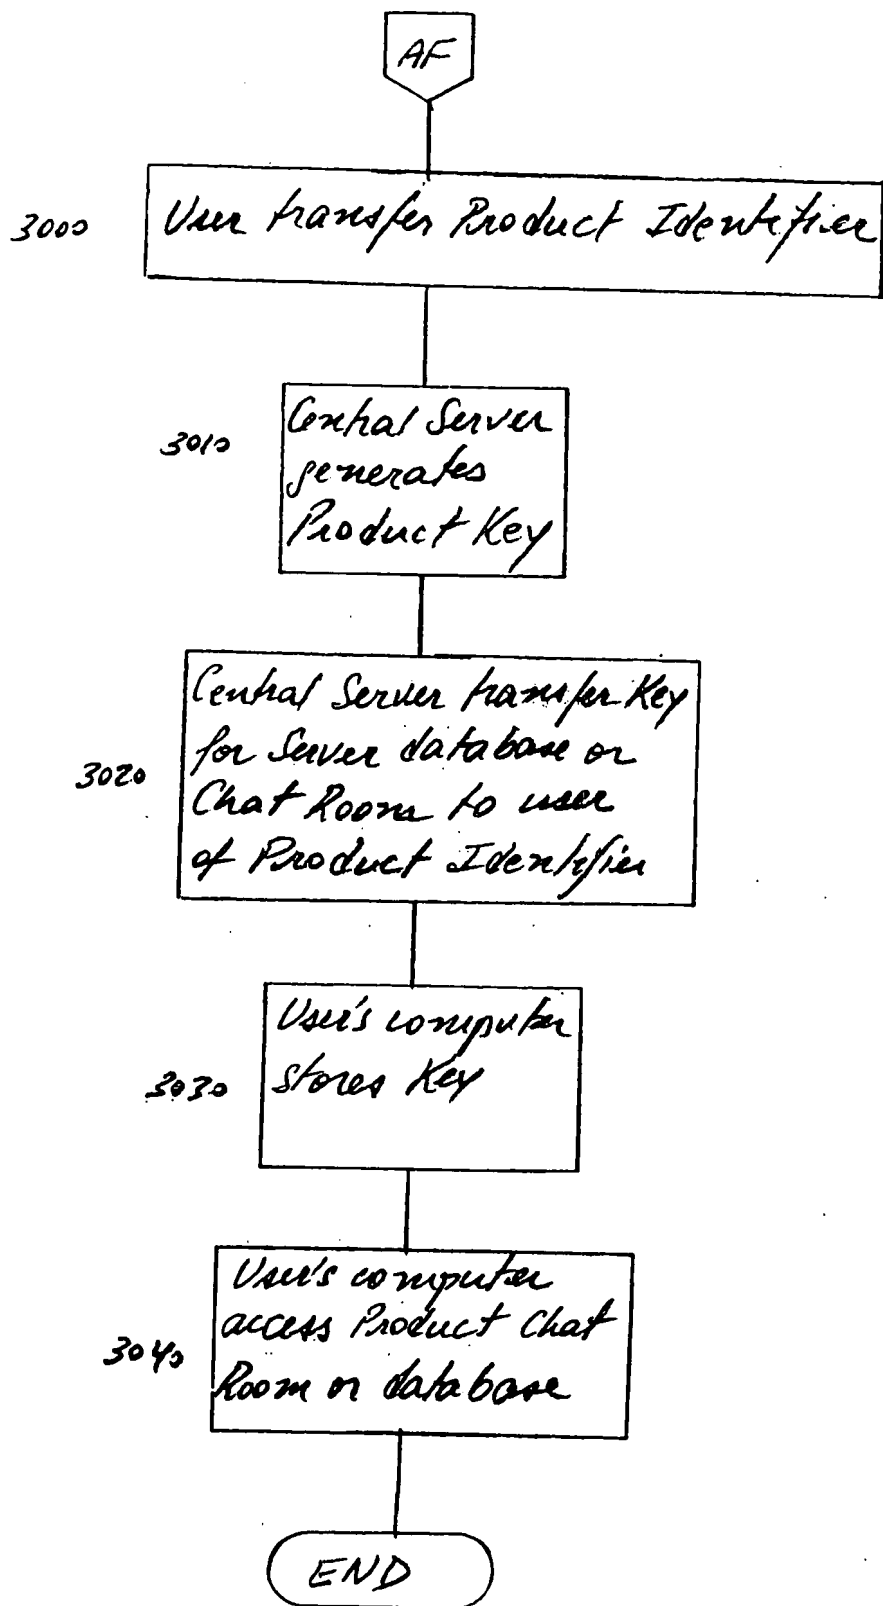 AF
3000
User transfer Product Identifier
3010
Central Server
generates
Product Key
3020
Central Server transfer Key
for Server database or
Chat Room to user
of Product Identifier
3030
User's computer
stores Key
3040
User's computer
access Product Chat
Room or database
END